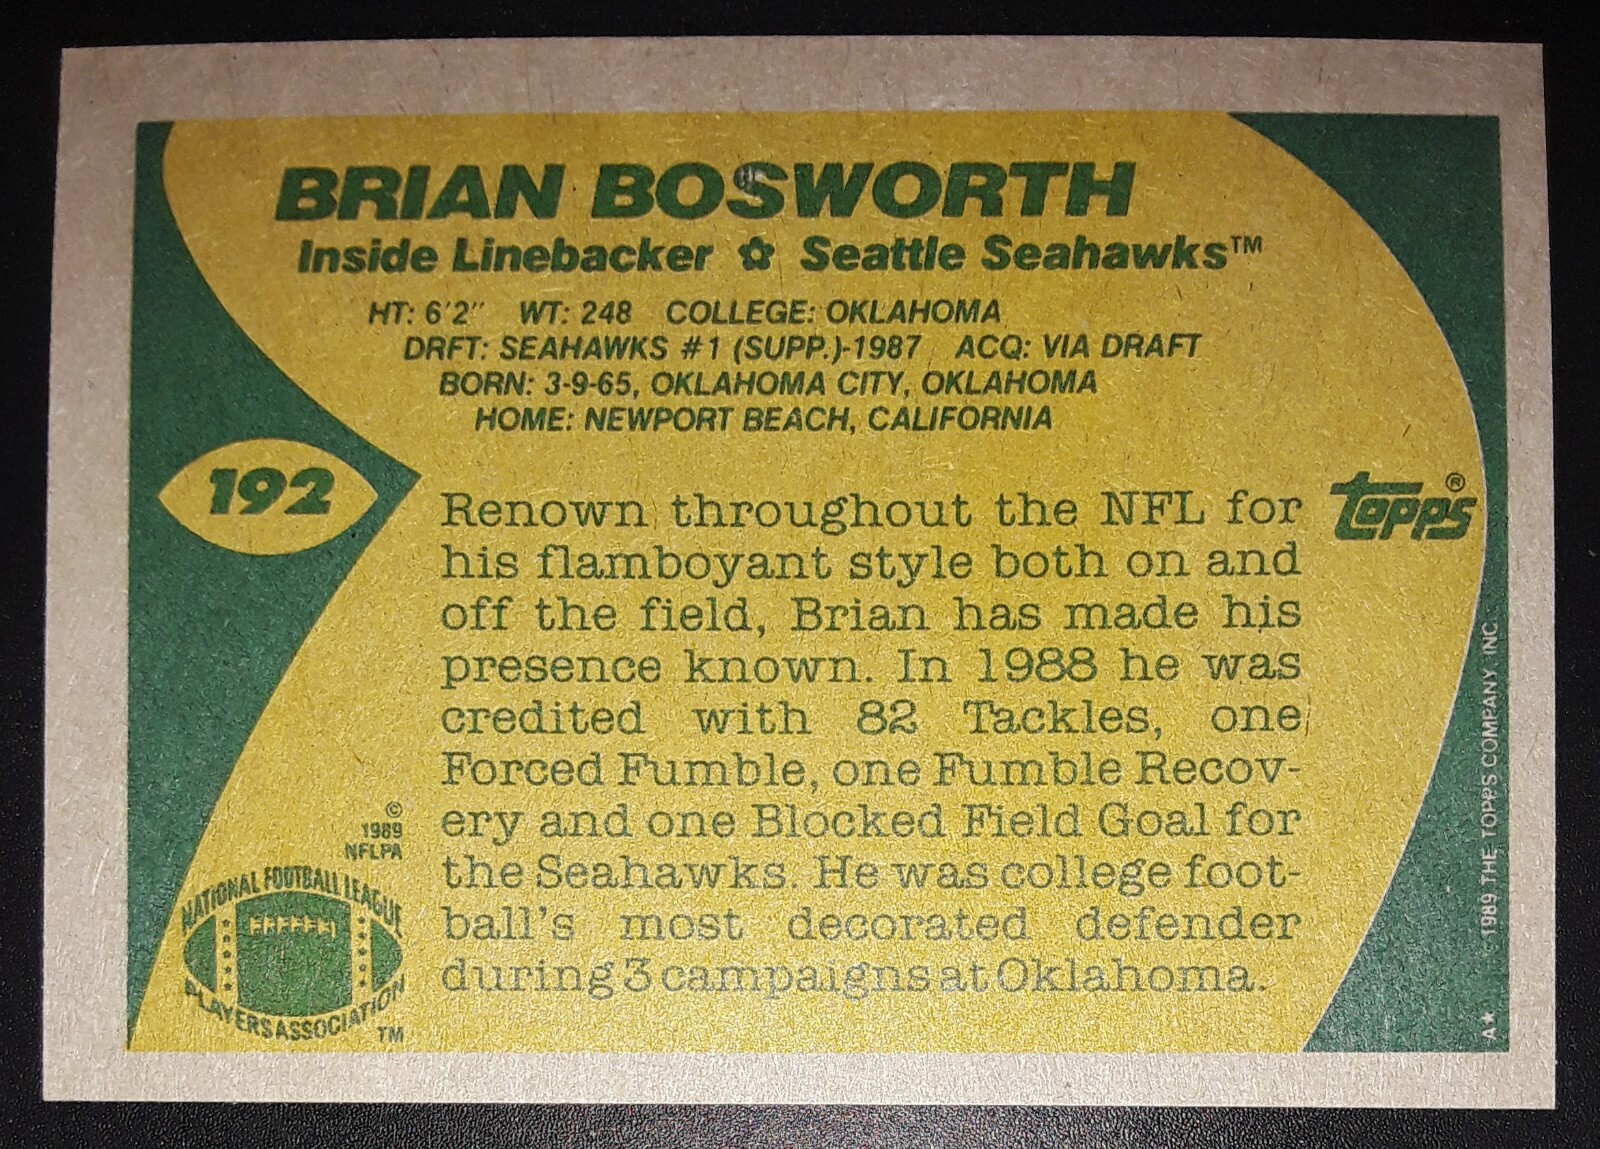 BRIAN BOSWORTH
Inside Linebacker ✿ Seattle Seahawks™
HT: 6'2" WT: 248 COLLEGE: OKLAHOMA
DRFT: SEAHAWKS #1 (SUPP.)-1987 ACQ: VIA DRAFT
BORN: 3-9-65, OKLAHOMA CITY, OKLAHOMA
HOME: NEWPORT BEACH, CALIFORNIA
192
Renown throughout the NFL for
his flamboyant style both on and
off the field, Brian has made his
presence known. In 1988 he was
credited with 82 Tackles, one
Forced Fumble, one Fumble Recov-
ery and one Blocked Field Goal for
the Seahawks. He was college foot-
ball's most decorated defender
during 3 campaigns at Oklahoma.
topps®
©
1989
NFLPA
NATIONAL FOOTBALL LEAGUE
PLAYERS ASSOCIATION
TM
A★ © 1989 THE TOPPS COMPANY, INC.